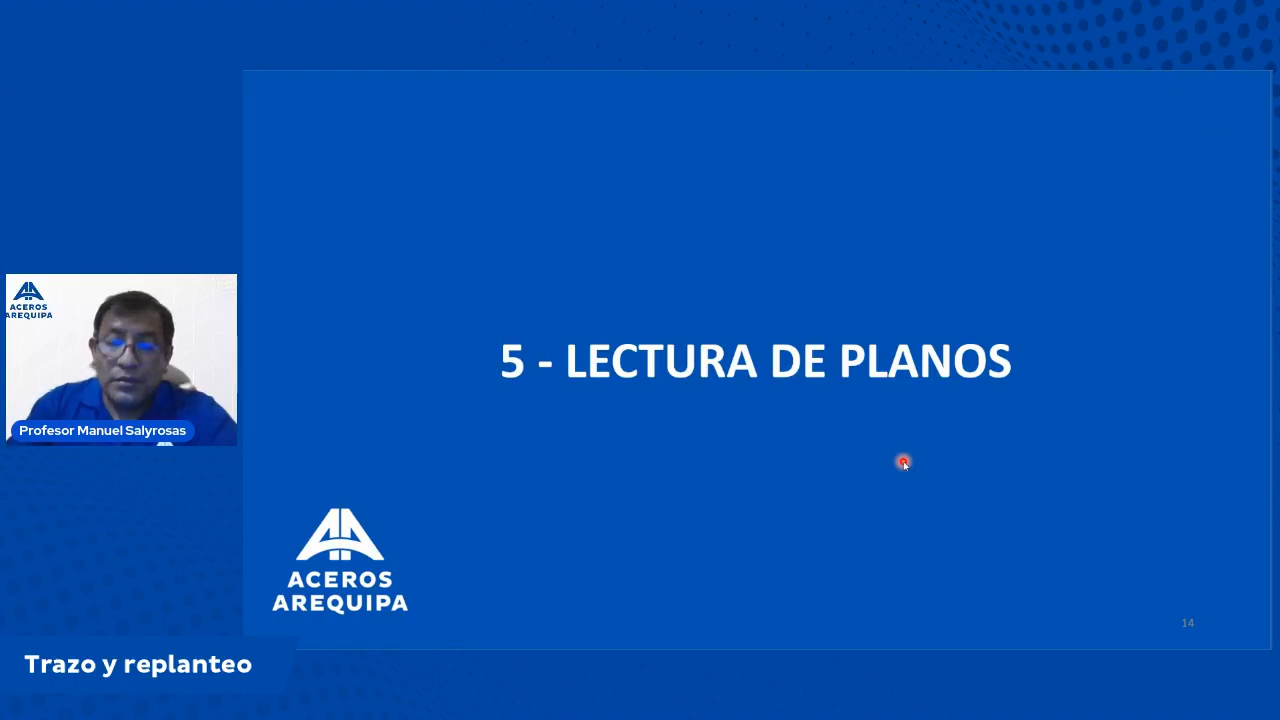 5 - LECTURA DE PLANOS
ACEROS
AREQUIPA
Profesor Manuel Salyrosas
ACEROS
AREQUIPA
14
Trazo y replanteo